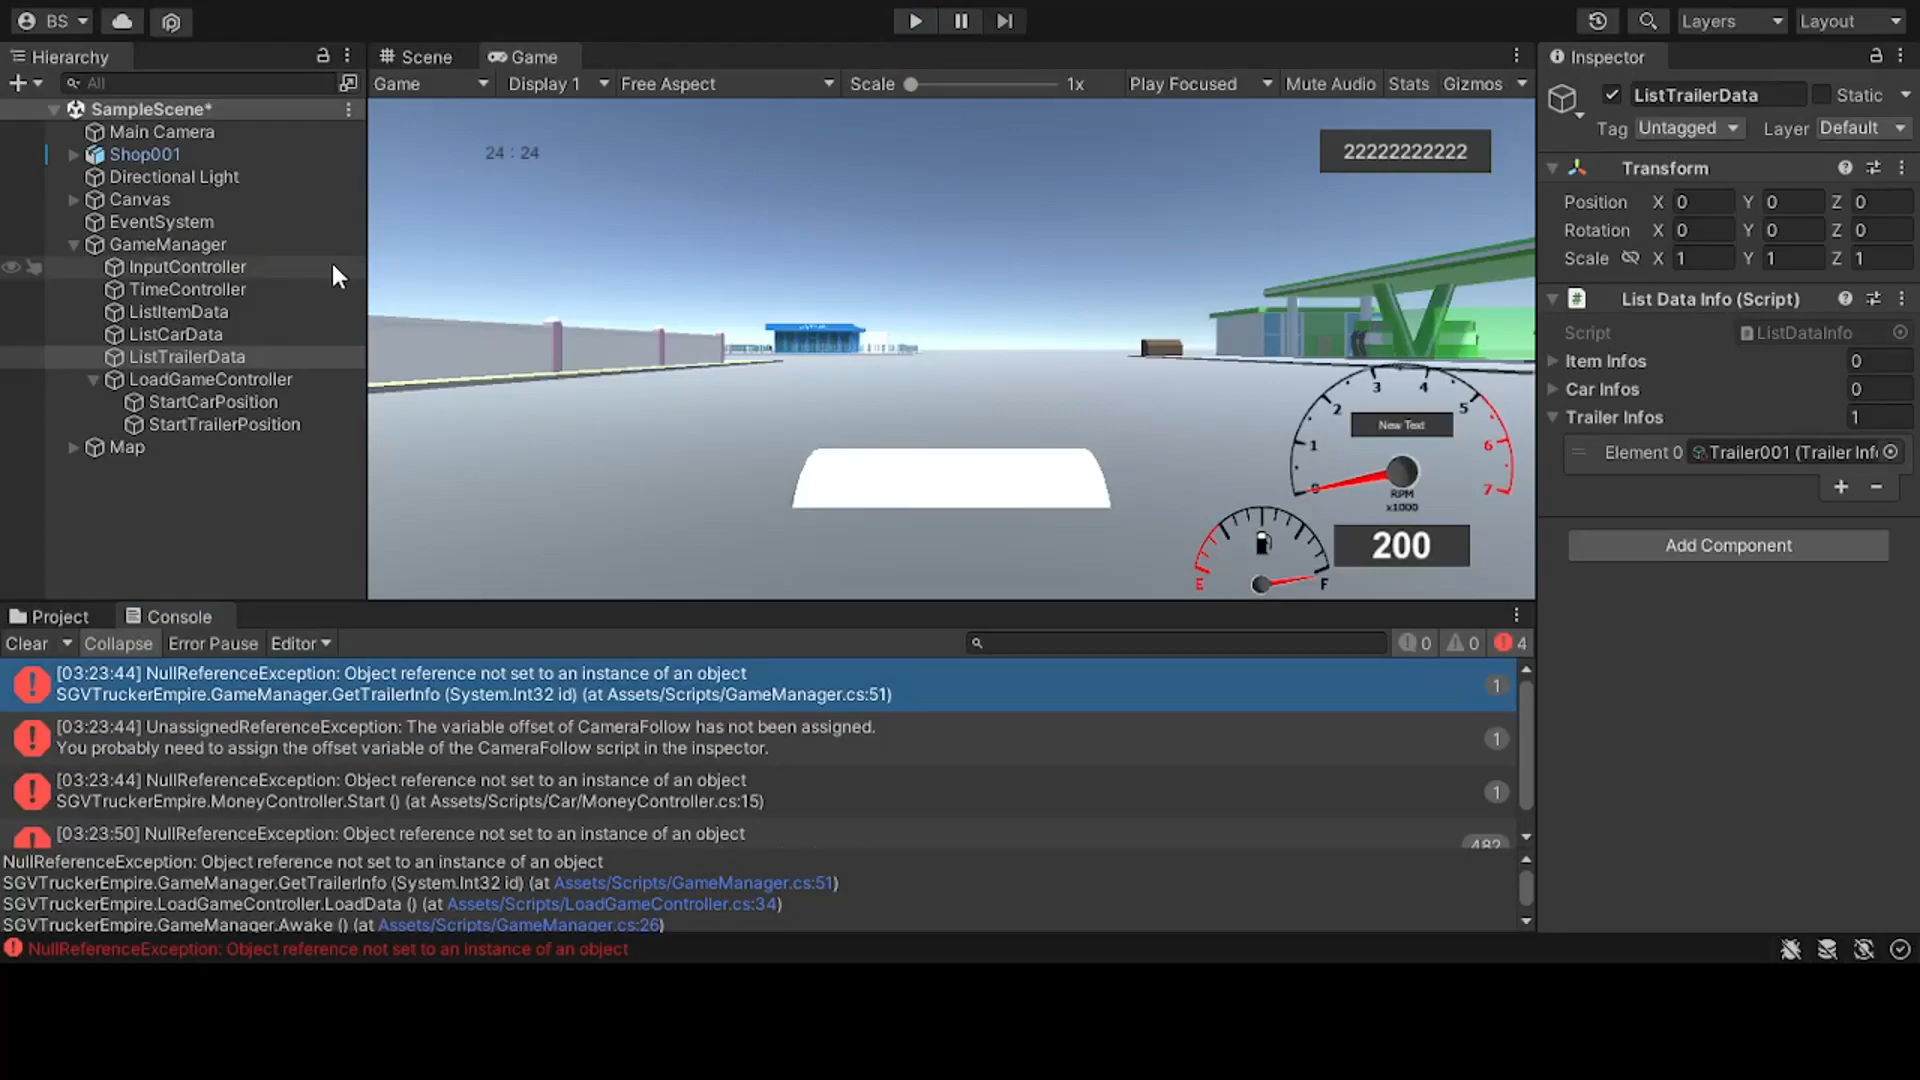 BS
Layers
Layout
Hierarchy
All
SampleScene*
Main Camera
Shop001
Directional Light
Canvas
EventSystem
GameManager
InputController
TimeController
ListItemData
ListCarData
ListTrailerData
LoadGameController
StartCarPosition
StartTrailerPosition
Map
Scene
Game
Game
Display 1
Free Aspect
Scale
1x
Play Focused
Mute Audio
Stats
Gizmos
24 : 24
22222222222
1
2
3
4
5
6
7
New Text
RPM
x1000
E
F
200
Inspector
ListTrailerData
Static
Tag Untagged
Layer Default
Transform
Position X 0 Y 0 Z 0
Rotation X 0 Y 0 Z 0
Scale X 1 Y 1 Z 1
# List Data Info (Script)
Script ListDataInfo
Item Infos 0
Car Infos 0
Trailer Infos 1
Element 0 Trailer001 (Trailer Inf
+ −
Add Component
Project
Console
Clear
Collapse
Error Pause
Editor
0
0
4
[03:23:44] NullReferenceException: Object reference not set to an instance of an object
SGVTruckerEmpire.GameManager.GetTrailerInfo (System.Int32 id) (at Assets/Scripts/GameManager.cs:51)
1
[03:23:44] UnassignedReferenceException: The variable offset of CameraFollow has not been assigned.
You probably need to assign the offset variable of the CameraFollow script in the inspector.
1
[03:23:44] NullReferenceException: Object reference not set to an instance of an object
SGVTruckerEmpire.MoneyController.Start () (at Assets/Scripts/Car/MoneyController.cs:15)
1
[03:23:50] NullReferenceException: Object reference not set to an instance of an object
482
NullReferenceException: Object reference not set to an instance of an object
SGVTruckerEmpire.GameManager.GetTrailerInfo (System.Int32 id) (at Assets/Scripts/GameManager.cs:51)
SGVTruckerEmpire.LoadGameController.LoadData () (at Assets/Scripts/LoadGameController.cs:34)
SGVTruckerEmpire.GameManager.Awake () (at Assets/Scripts/GameManager.cs:26)
NullReferenceException: Object reference not set to an instance of an object